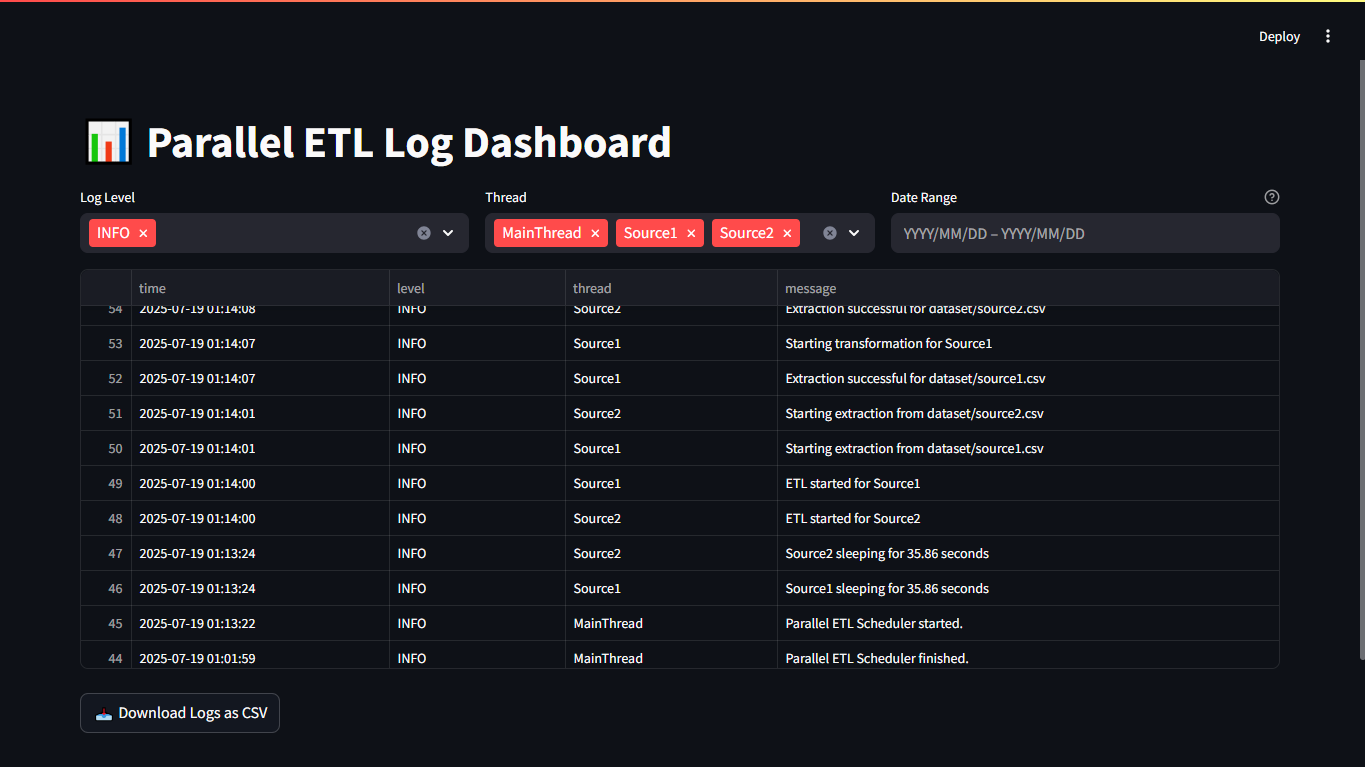 Deploy
Parallel ETL Log Dashboard
Log Level
Thread
Date Range
INFO
MainThread Source1 Source2
YYYY/MM/DD – YYYY/MM/DD
time level thread message
54 2025-07-19 01:14:08 INFO Source2 Extraction successful for dataset/source2.csv
53 2025-07-19 01:14:07 INFO Source1 Starting transformation for Source1
52 2025-07-19 01:14:07 INFO Source1 Extraction successful for dataset/source1.csv
51 2025-07-19 01:14:01 INFO Source2 Starting extraction from dataset/source2.csv
50 2025-07-19 01:14:01 INFO Source1 Starting extraction from dataset/source1.csv
49 2025-07-19 01:14:00 INFO Source1 ETL started for Source1
48 2025-07-19 01:14:00 INFO Source2 ETL started for Source2
47 2025-07-19 01:13:24 INFO Source2 Source2 sleeping for 35.86 seconds
46 2025-07-19 01:13:24 INFO Source1 Source1 sleeping for 35.86 seconds
45 2025-07-19 01:13:22 INFO MainThread Parallel ETL Scheduler started.
44 2025-07-19 01:01:59 INFO MainThread Parallel ETL Scheduler finished.
Download Logs as CSV